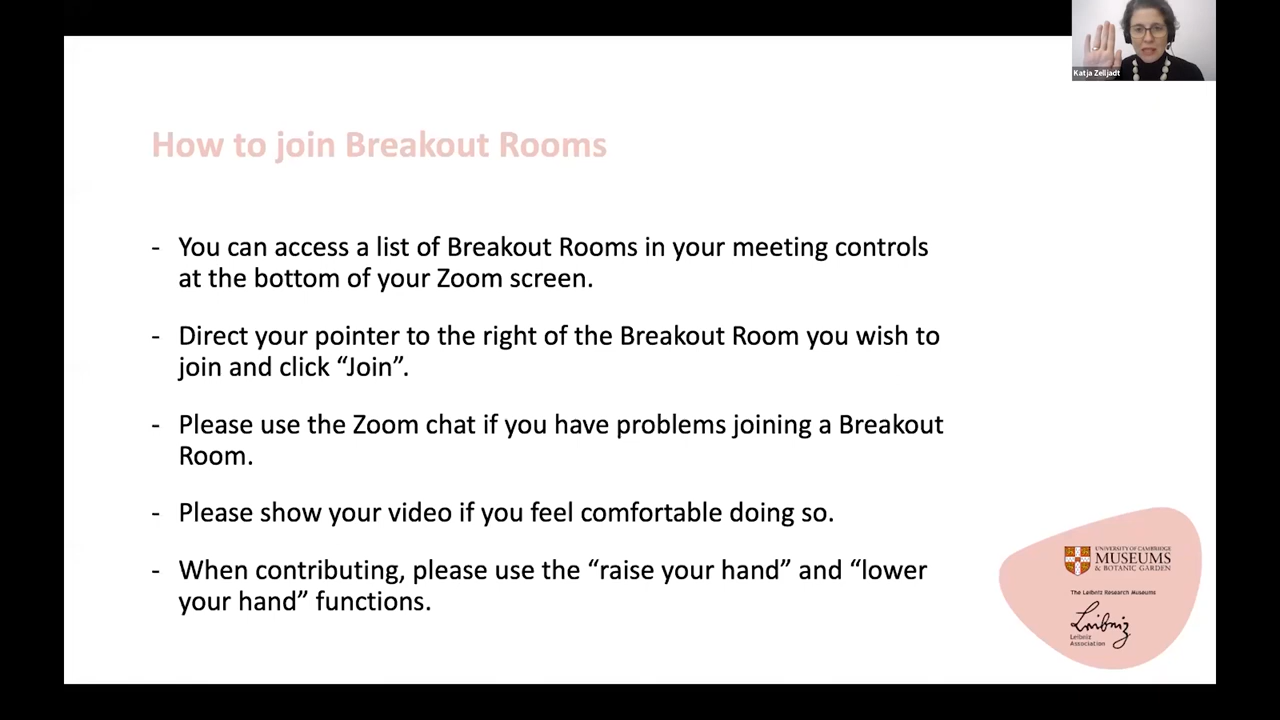 Katja Zelljadt
How to join Breakout Rooms
- You can access a list of Breakout Rooms in your meeting controls
at the bottom of your Zoom screen.
- Direct your pointer to the right of the Breakout Room you wish to
join and click “Join”.
- Please use the Zoom chat if you have problems joining a Breakout
Room.
- Please show your video if you feel comfortable doing so.
- When contributing, please use the “raise your hand” and “lower
your hand” functions.
UNIVERSITY OF CAMBRIDGE
MUSEUMS
& BOTANIC GARDEN
The Leibniz Research Museums
Leibniz
Leibniz
Association